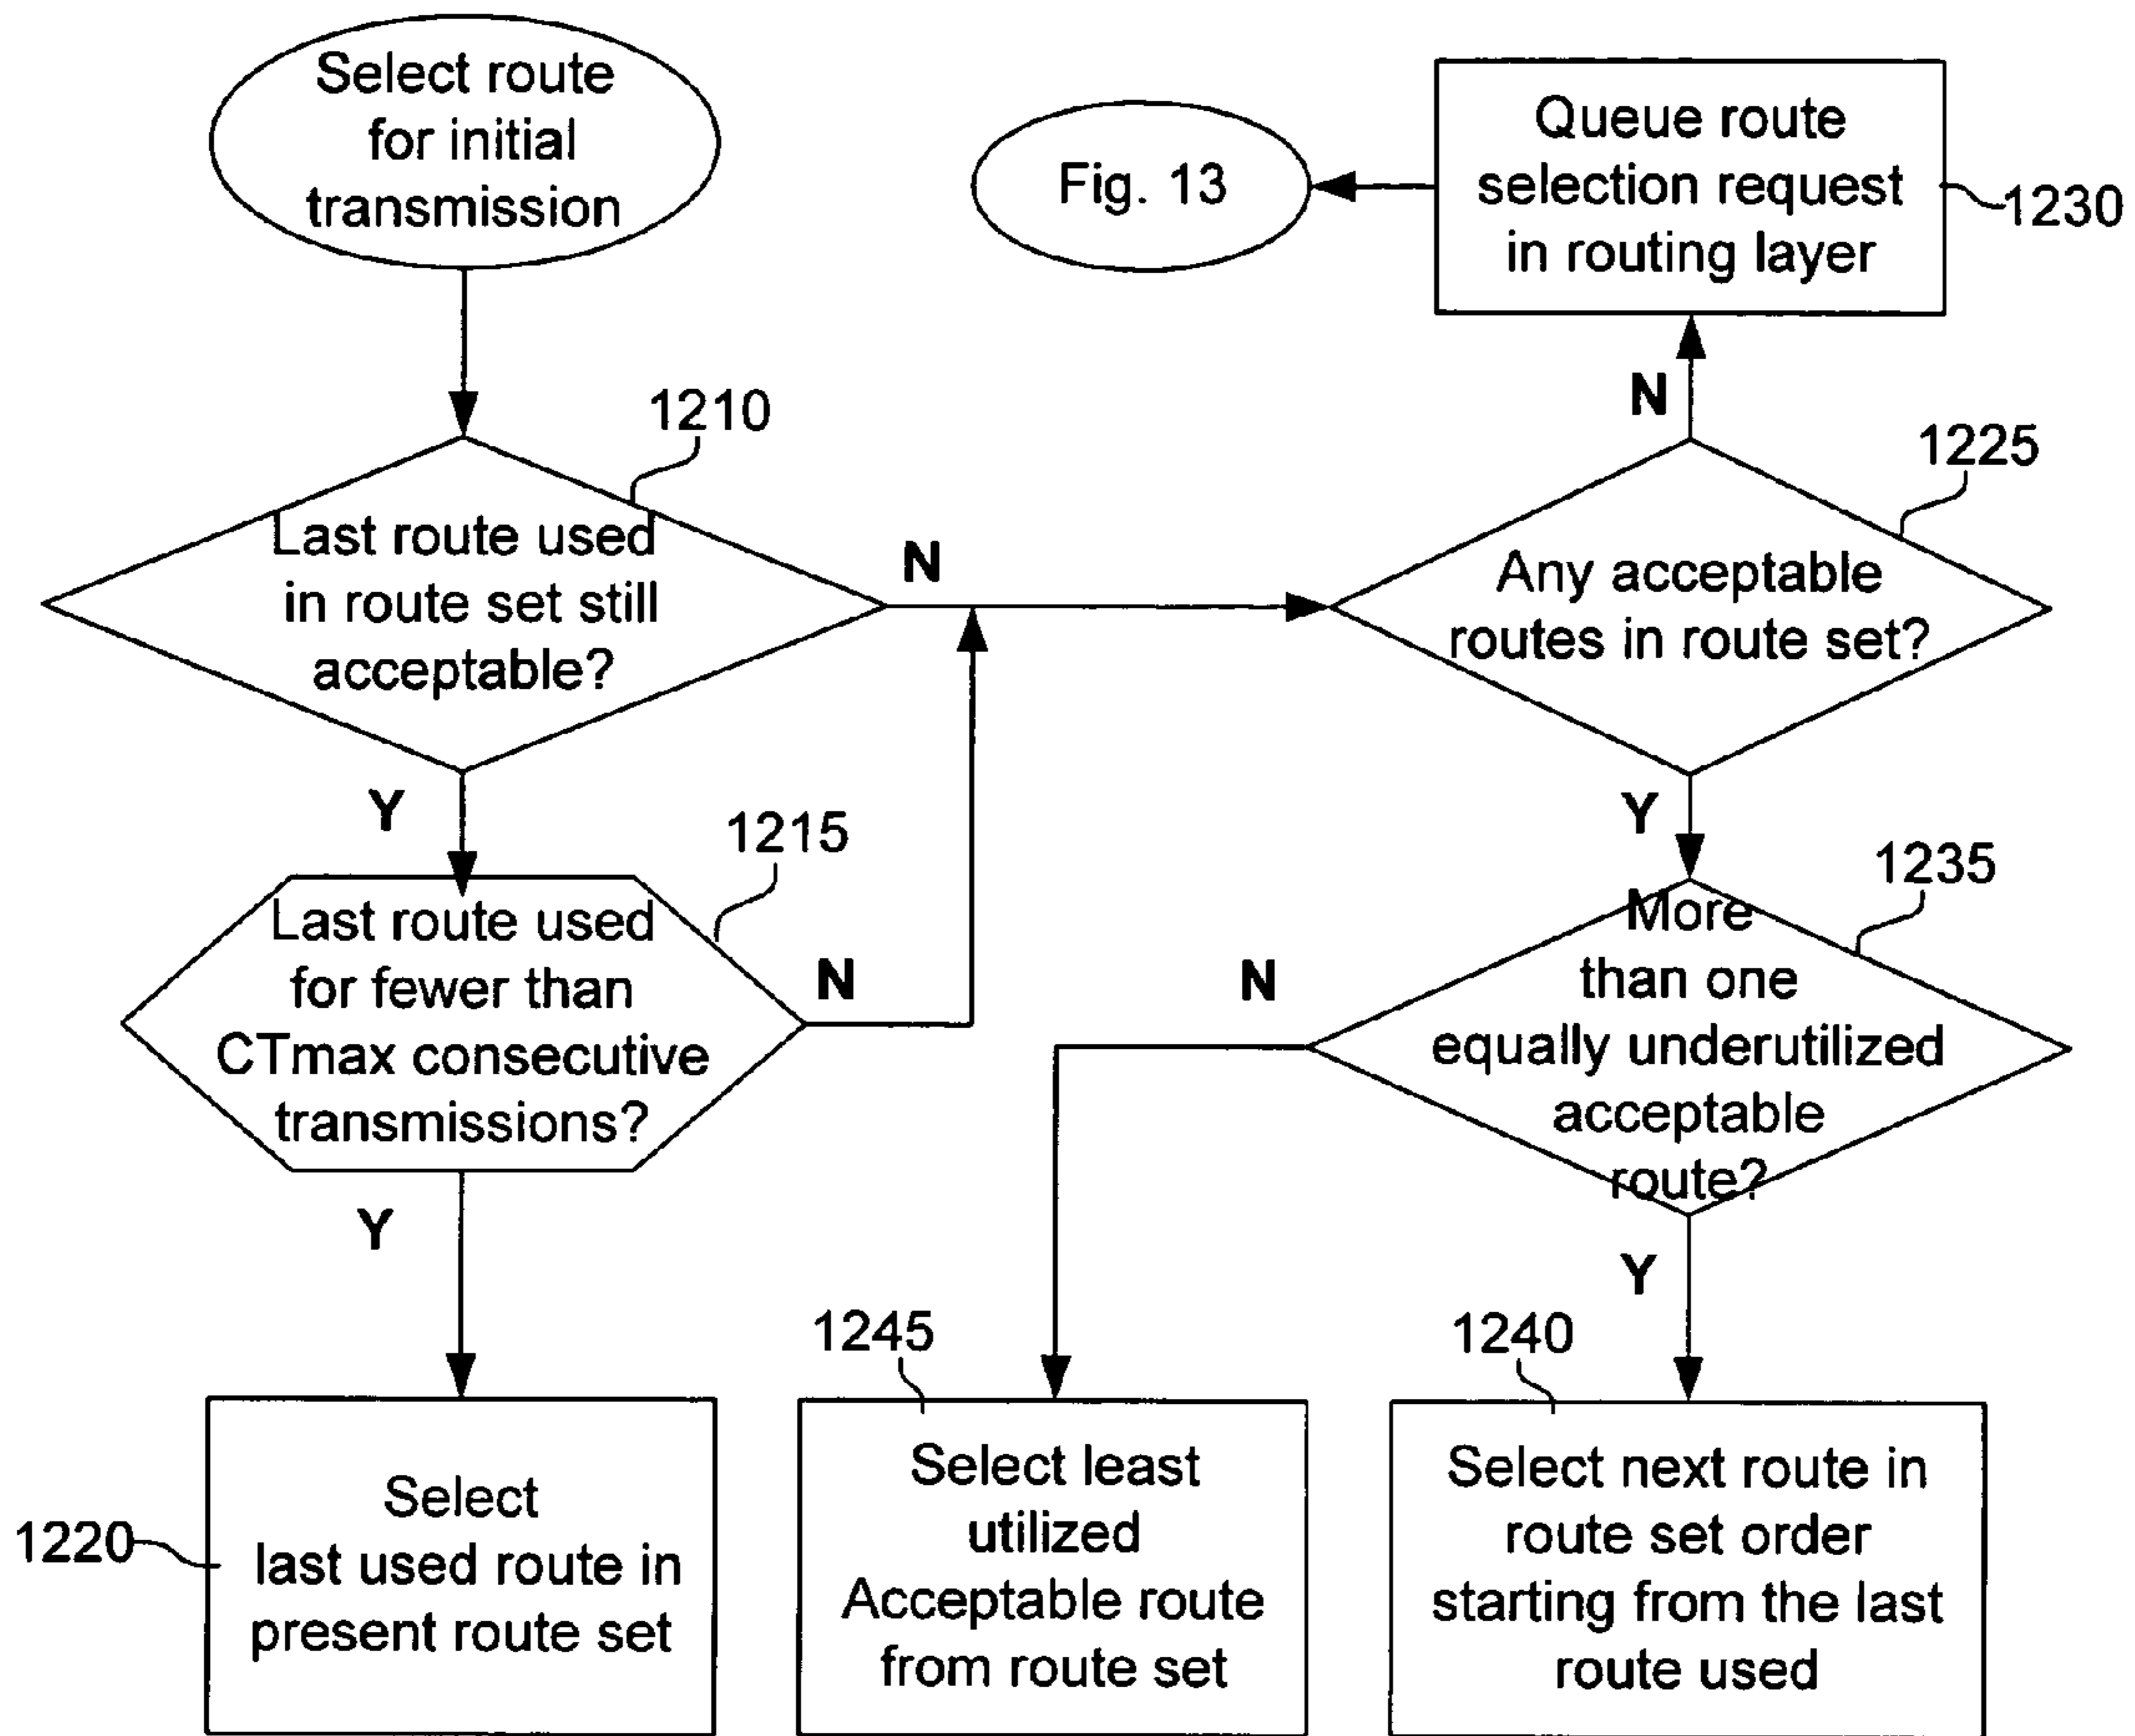 Select route
for initial
transmission
Fig. 13
Queue route
selection request
in routing layer
1230
1210
Last route used
in route set still
acceptable?
N
Y
1225
Any acceptable
routes in route set?
N
Y
1215
Last route used
for fewer than
CTmax consecutive
transmissions?
N
Y
1235
More
than one
equally underutilized
acceptable
route?
N
Y
1220
Select
last used route in
present route set
1245
Select least
utilized
Acceptable route
from route set
1240
Select next route in
route set order
starting from the last
route used